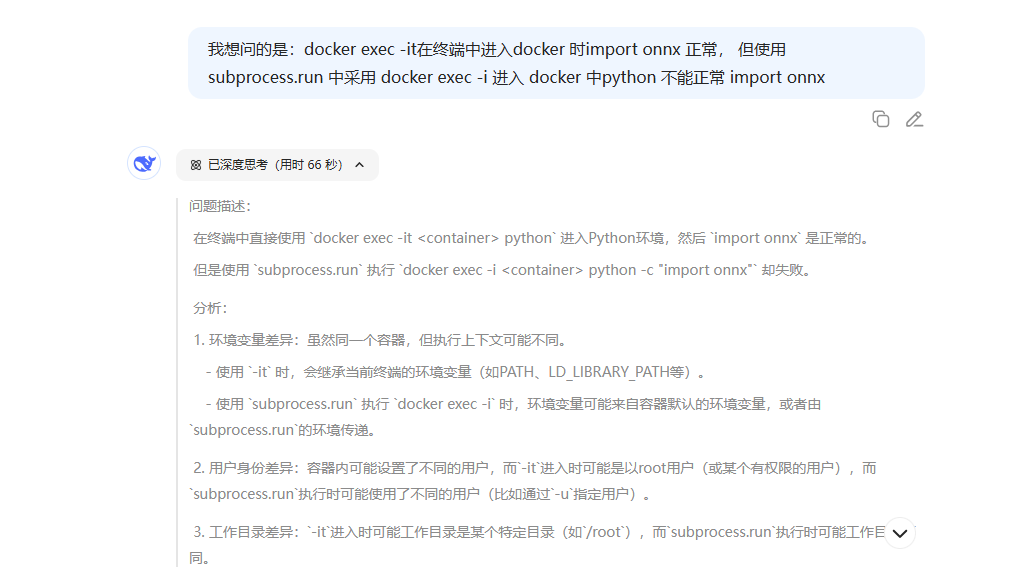 我想问的是：docker exec -it在终端中进入docker 时import onnx 正常， 但使用
subprocess.run 中采用 docker exec -i 进入 docker 中python 不能正常 import onnx
已深度思考（用时 66 秒）
问题描述：
在终端中直接使用 `docker exec -it <container> python` 进入Python环境，然后 `import onnx` 是正常的。
但是使用 `subprocess.run` 执行 `docker exec -i <container> python -c "import onnx"` 却失败。
分析：
1. 环境变量差异：虽然同一个容器，但执行上下文可能不同。
- 使用 `-it` 时，会继承当前终端的环境变量（如PATH、LD_LIBRARY_PATH等）。
- 使用 `subprocess.run` 执行 `docker exec -i` 时，环境变量可能来自容器默认的环境变量，或者由
`subprocess.run`的环境传递。
2. 用户身份差异：容器内可能设置了不同的用户，而`-it`进入时可能是以root用户（或某个有权限的用户），而
`subprocess.run`执行时可能使用了不同的用户（比如通过`-u`指定用户）。
3. 工作目录差异：`-it`进入时可能工作目录是某个特定目录（如`/root`），而`subprocess.run`执行时可能工作目
同。